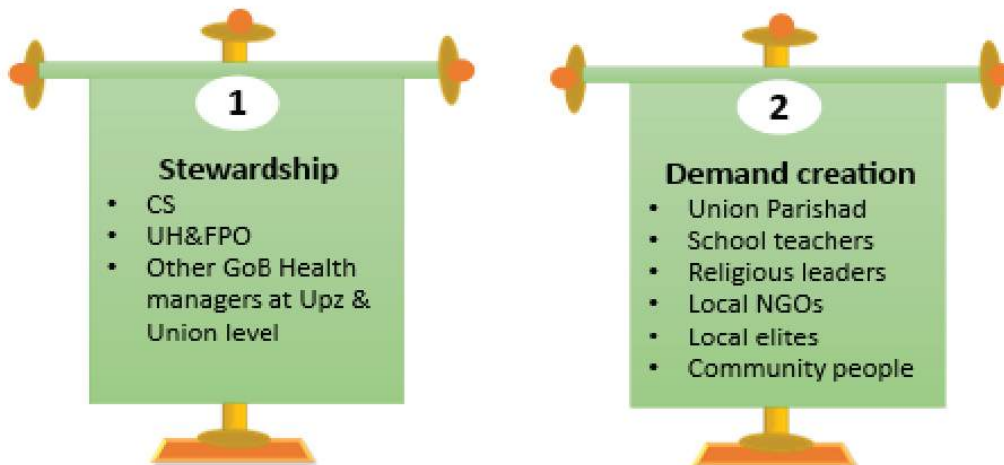 1
Stewardship
• CS
• UH&FPO
• Other GoB Health
managers at Upz &
Union level
2
Demand creation
• Union Parishad
• School teachers
• Religious leaders
• Local NGOs
• Local elites
• Community people